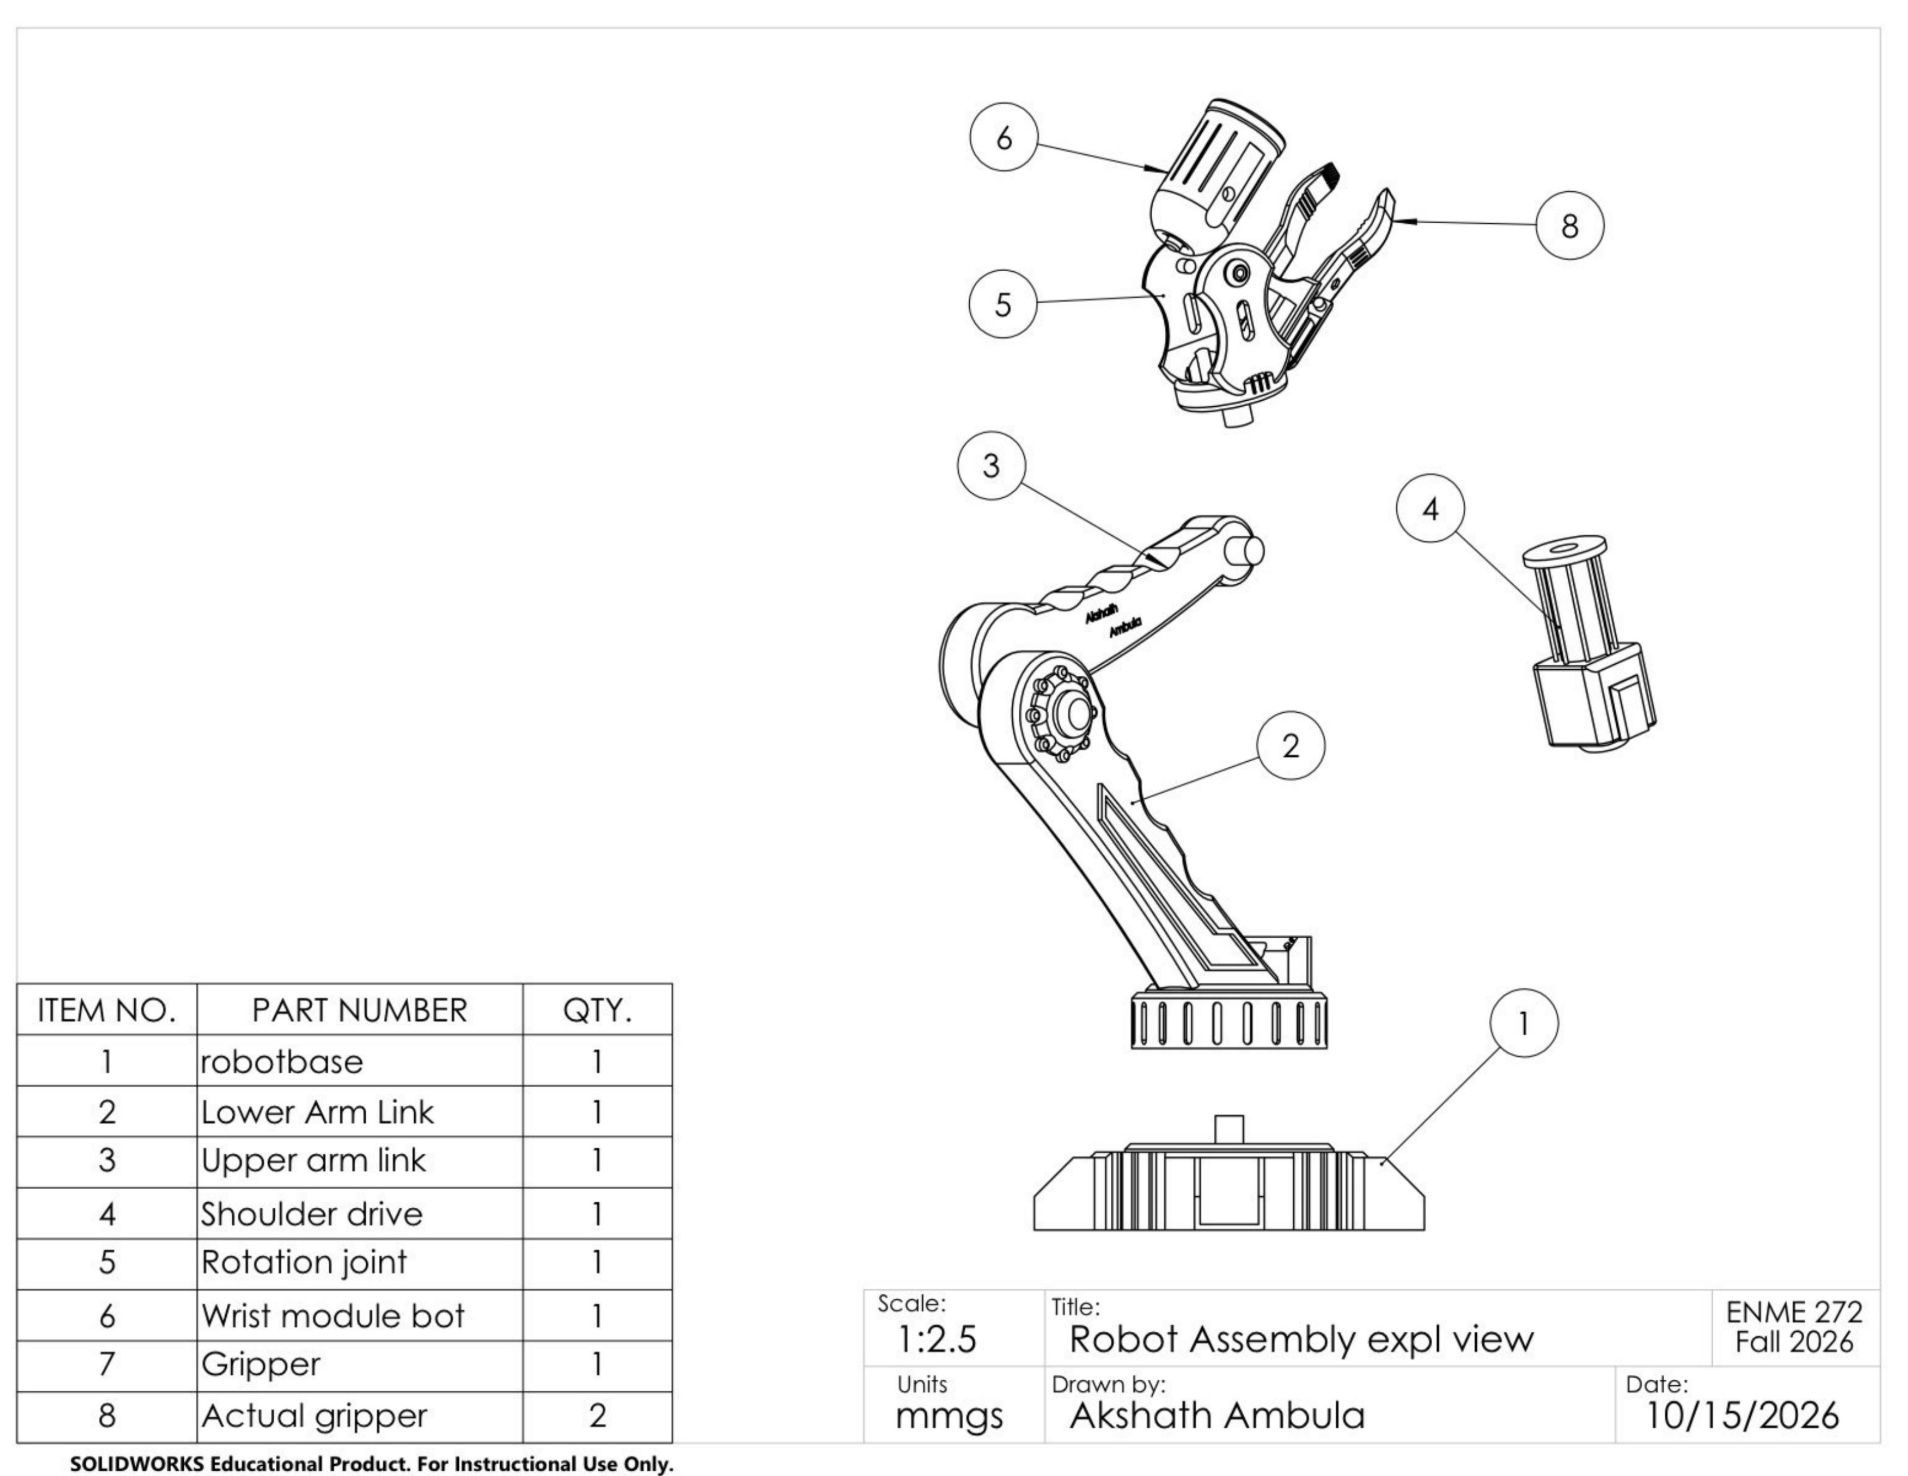 6
8
5
3
4
Akshath
Ambula
2
1
ITEM NO. PART NUMBER QTY.
1 robotbase 1
2 Lower Arm Link 1
3 Upper arm link 1
4 Shoulder drive 1
5 Rotation joint 1
6 Wrist module bot 1
7 Gripper 1
8 Actual gripper 2
Scale:
1:2.5
Title:
Robot Assembly expl view
ENME 272
Fall 2026
Units
mmgs
Drawn by:
Akshath Ambula
Date:
10/15/2026
SOLIDWORKS Educational Product. For Instructional Use Only.